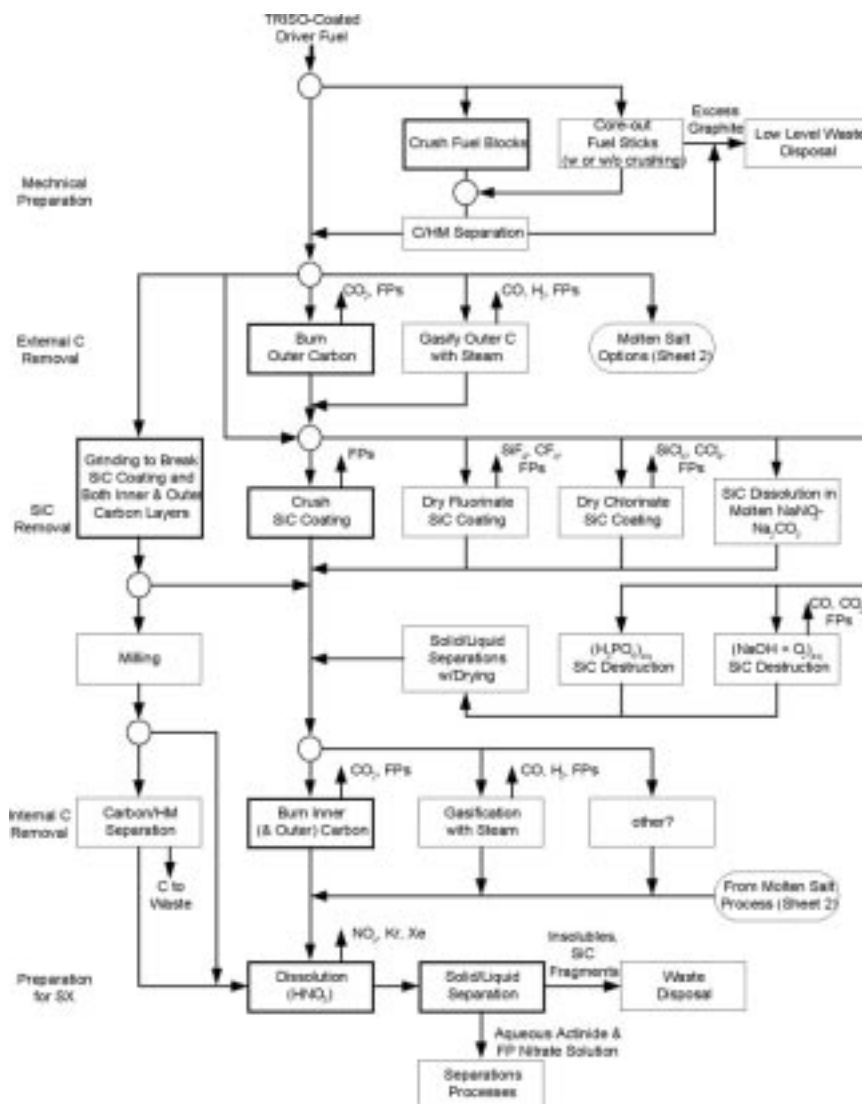 TRISO-Coated
Driver Fuel
Crush Fuel Blocks
Core-out
Fuel Sticks
(w or w/o crushing)
Excess
Graphite
Low Level Waste
Disposal
Mechnical
Preparation
C/HM Separation
CO₂, FPs
CO, H₂, FPs
External C
Removal
Burn
Outer Carbon
Gasify Outer C
with Steam
Molten Salt
Options (Sheet 2)
Grinding to Break
SiC Coating and
Both Inner & Outer
Carbon Layers
FPs
SiF₄, CF₄,
FPs
SiCl₄, CCl₄,
FPs
SiC
Removal
Crush
SiC Coating
Dry Fluorinate
SiC Coating
Dry Chlorinate
SiC Coating
SiC Dissolution in
Molten NaNO₃-
Na₂CO₃
CO, CO₂
FPs
Milling
Solid/Liquid
Separations
w/Drying
SiC Destruction
SiC Destruction
CO₂, FPs
CO, H₂, FPs
Internal C
Removal
Carbon/HM
Separation
Burn Inner
(& Outer) Carbon
Gasification
with Steam
other?
C to
Waste
From Molten Salt
Process (Sheet 2)
Kr, Xe
Insolubles,
SiC
Fragments
Preparation
for SX
Dissolution
(HNO₃)
Solid/Liquid
Separation
Waste
Disposal
Aqueous Actinide &
FP Nitrate Solution
Separations
Processes